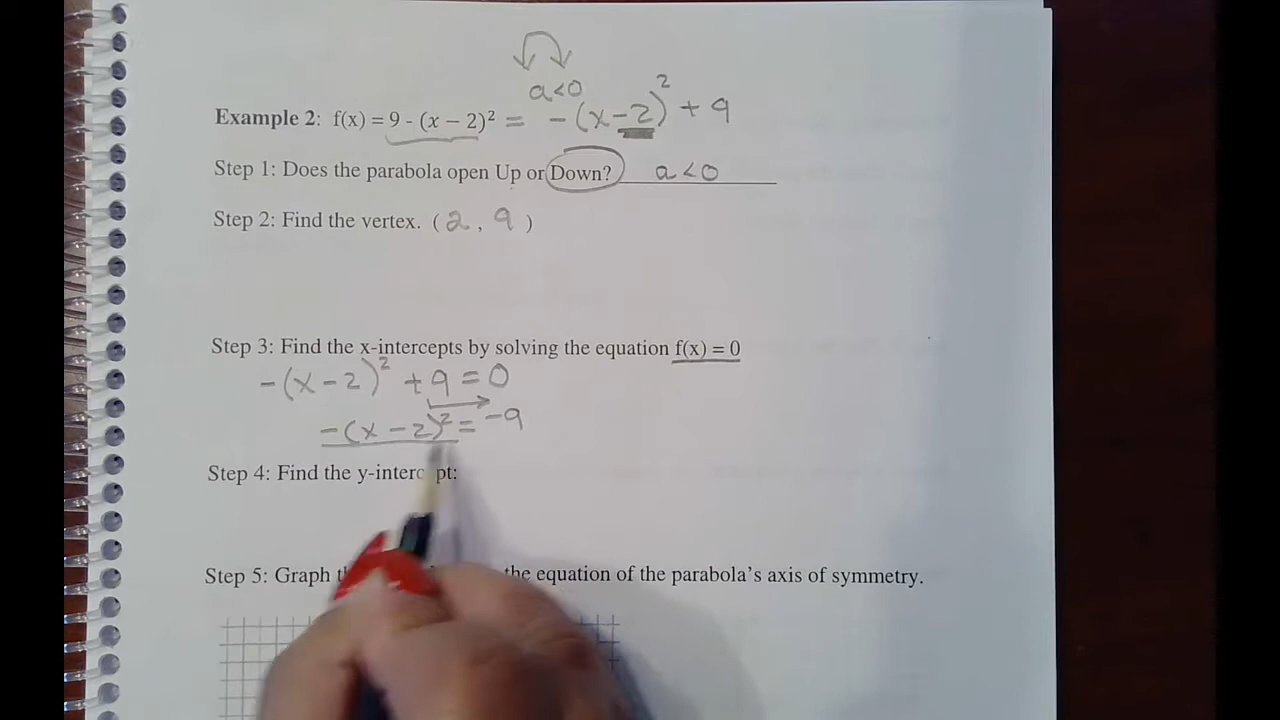 a<0
Example 2: f(x) = 9 - (x – 2)² = -(x-2)² + 9
Step 1: Does the parabola open Up or Down? a<0
Step 2: Find the vertex. (2, 9)
Step 3: Find the x-intercepts by solving the equation f(x) = 0
-(x-2)² +9 = 0
-(x-2)² = -9
Step 4: Find the y-intercept:
Step 5: Graph the equation of the parabola's axis of symmetry.